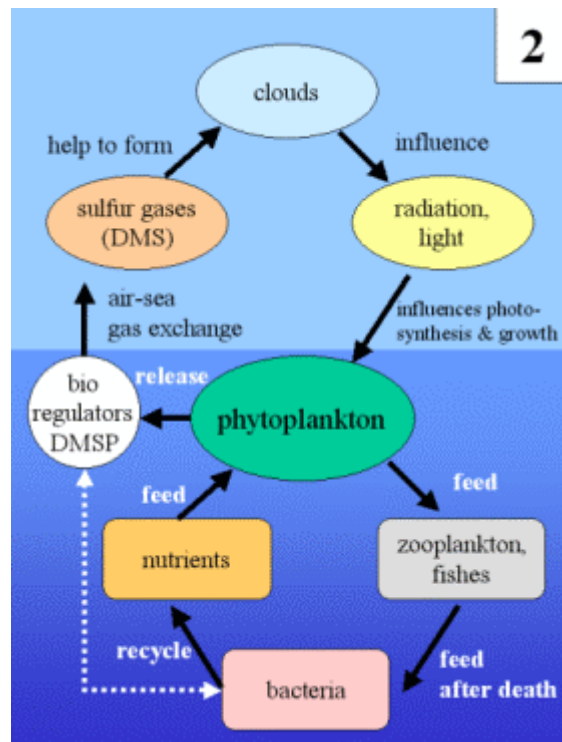 2
clouds
help to form
influence
sulfur gases
(DMS)
radiation,
light
air-sea
gas exchange
influences photo-
synthesis & growth
bio
regulators
DMSP
release
phytoplankton
feed
feed
nutrients
zooplankton,
fishes
recycle
feed
after death
bacteria